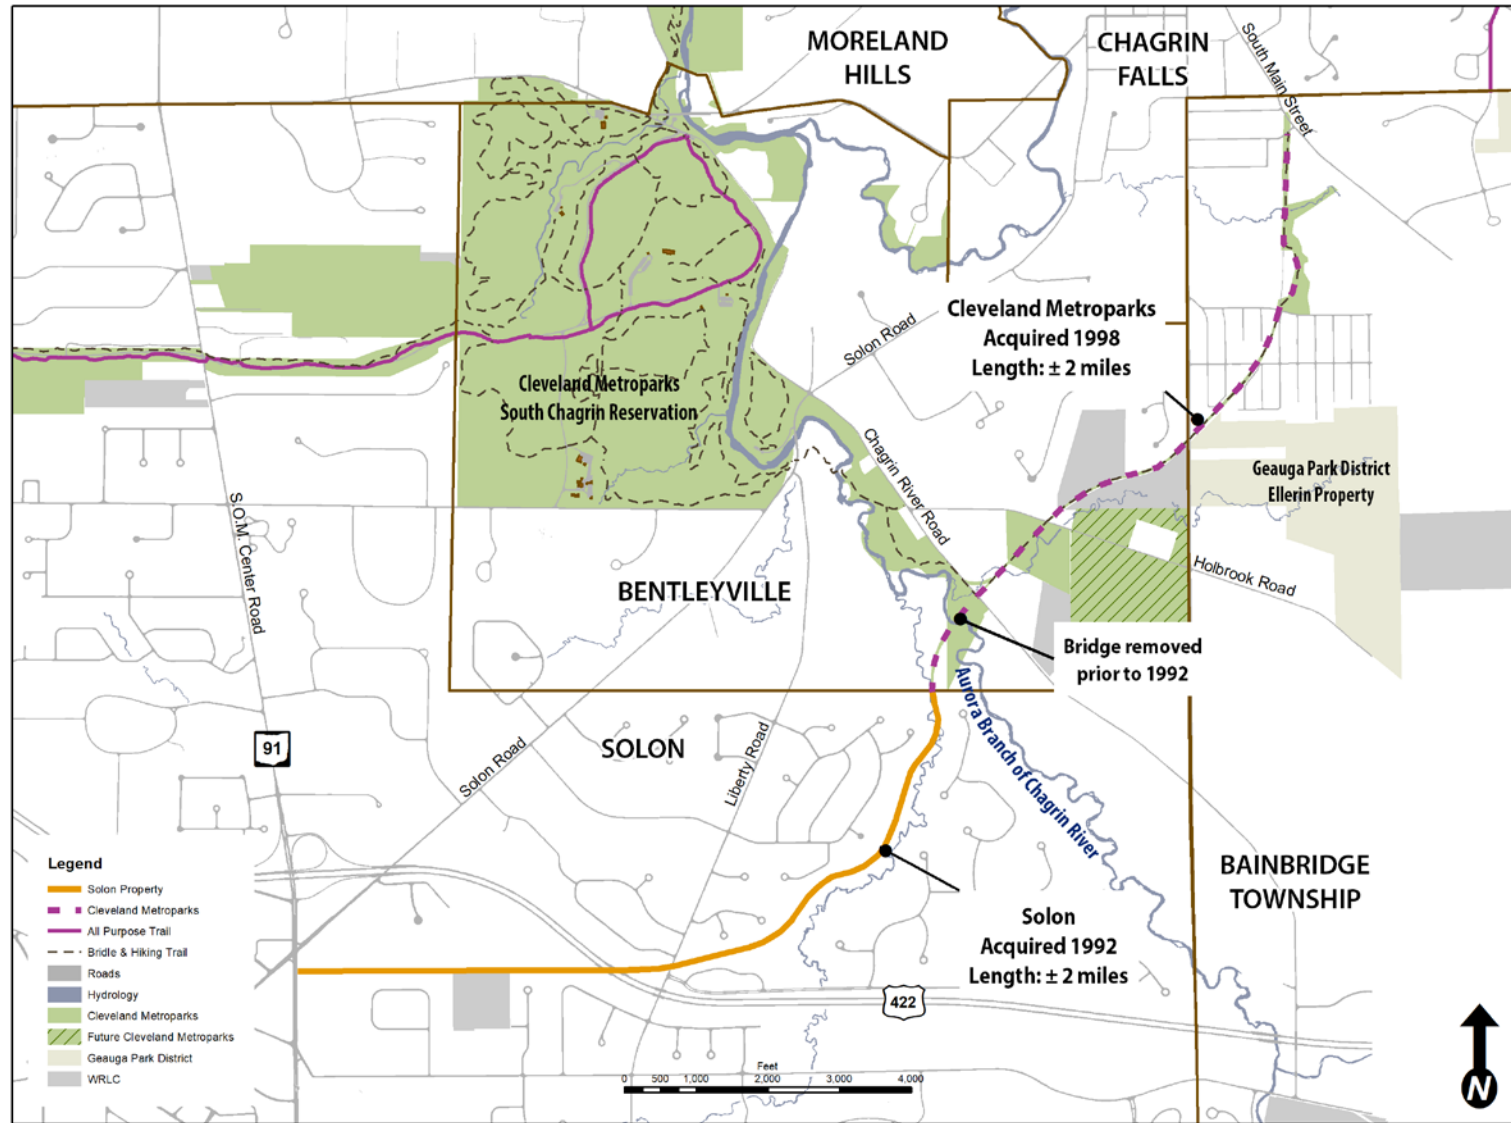 MORELAND
HILLS
CHAGRIN
FALLS
South Main Street
Cleveland Metroparks
Acquired 1998
Length: ± 2 miles
Solon Road
Cleveland Metroparks
South Chagrin Reservation
Chagrin River Road
Geauga Park District
Ellerin Property
S.O.M. Center Road
Holbrook Road
BENTLEYVILLE
Bridge removed
prior to 1992
Aurora Branch of Chagrin River
SOLON
91
Solon Road
Liberty Road
BAINBRIDGE
TOWNSHIP
Solon
Acquired 1992
Length: ± 2 miles
422
Legend
Solon Property
Cleveland Metroparks
All Purpose Trail
Bridle & Hiking Trail
Roads
Hydrology
Cleveland Metroparks
Future Cleveland Metroparks
Geauga Park District
WRLC
Feet
0 500 1,000 2,000 3,000 4,000
N